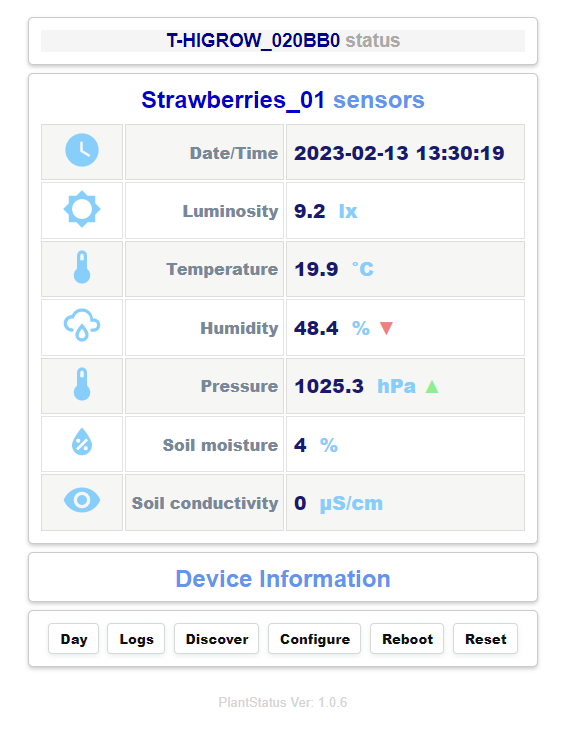 T-HIGROW_020BB0 status
Strawberries_01 sensors
Date/Time 2023-02-13 13:30:19
Luminosity 9.2 lx
Temperature 19.9 °C
Humidity 48.4 % ▼
Pressure 1025.3 hPa ▲
Soil moisture 4 %
Soil conductivity 0 µS/cm
Device Information
Day Logs Discover Configure Reboot Reset
PlantStatus Ver: 1.0.6